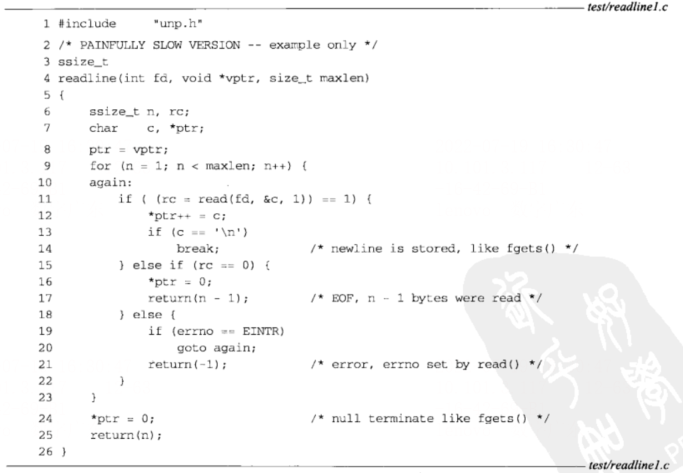 test/readline1.c
1 #include "unp.h"
2 /* PAINFULLY SLOW VERSION -- example only */
3 ssize_t
4 readline(int fd, void *vptr, size_t maxlen)
5 {
6     ssize_t n, rc;
7     char    c, *ptr;
8     ptr = vptr;
9     for (n = 1; n < maxlen; n++) {
10     again:
11         if ( (rc = read(fd, &c, 1)) == 1) {
12             *ptr++ = c;
13             if (c == '\n')
14                 break;          /* newline is stored, like fgets() */
15         } else if (rc == 0) {
16             *ptr = 0;
17             return(n - 1);      /* EOF, n - 1 bytes were read */
18         } else {
19             if (errno == EINTR)
20                 goto again;
21             return(-1);         /* error, errno set by read() */
22         }
23     }
24     *ptr = 0;                   /* null terminate like fgets() */
25     return(n);
26 }
test/readline1.c